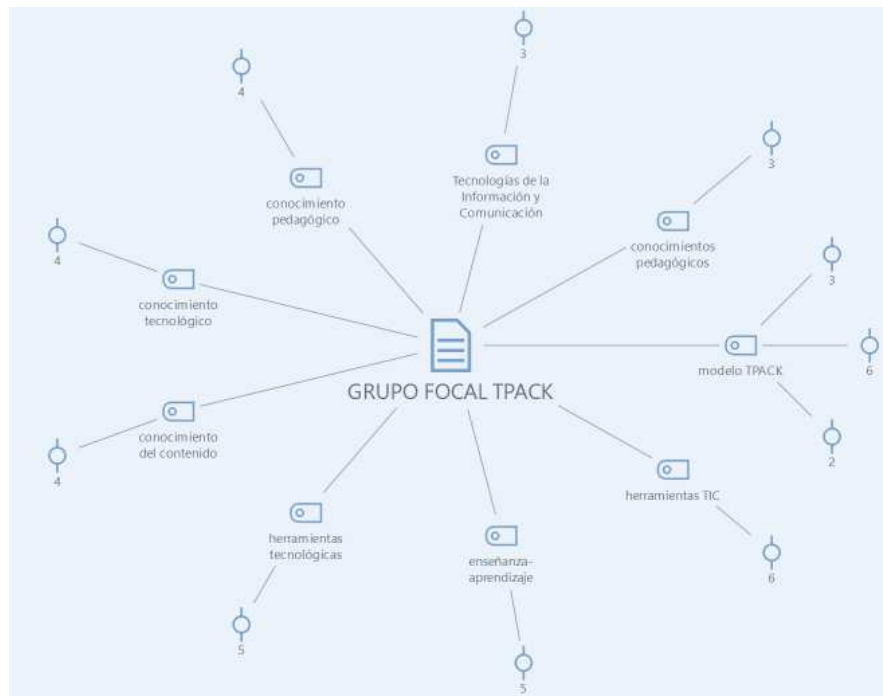 3
4
Tecnologías de la
Información y
Comunicación
3
conocimiento
pedagógico
conocimientos
pedagógicos
4
3
conocimiento
tecnológico
modelo TPACK
6
GRUPO FOCAL TPACK
conocimiento
del contenido
4
2
herramientas TIC
herramientas
tecnológicas
enseñanza-
aprendizaje
6
5
5